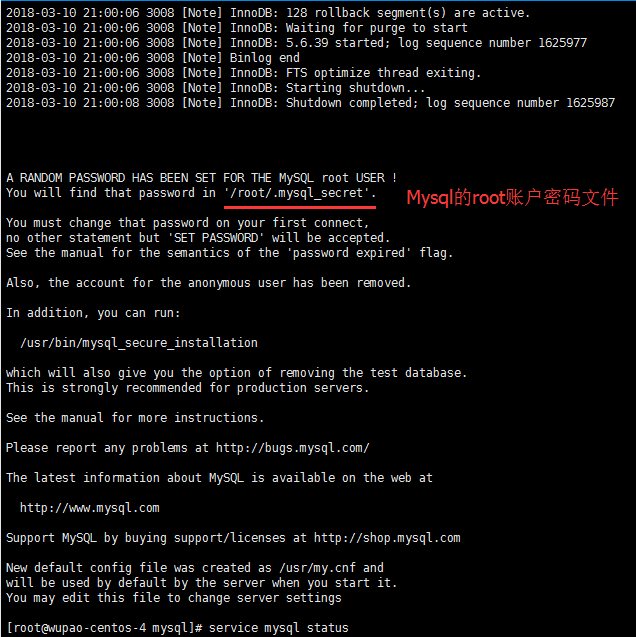 2018-03-10 21:00:06 3008 [Note] InnoDB: 128 rollback segment(s) are active.
2018-03-10 21:00:06 3008 [Note] InnoDB: Waiting for purge to start
2018-03-10 21:00:06 3008 [Note] InnoDB: 5.6.39 started; log sequence number 1625977
2018-03-10 21:00:06 3008 [Note] Binlog end
2018-03-10 21:00:06 3008 [Note] InnoDB: FTS optimize thread exiting.
2018-03-10 21:00:06 3008 [Note] InnoDB: Starting shutdown...
2018-03-10 21:00:08 3008 [Note] InnoDB: Shutdown completed; log sequence number 1625987
A RANDOM PASSWORD HAS BEEN SET FOR THE MySQL root USER !
You will find that password in '/root/.mysql_secret'.
Mysql的root账户密码文件
You must change that password on your first connect,
no other statement but 'SET PASSWORD' will be accepted.
See the manual for the semantics of the 'password expired' flag.
Also, the account for the anonymous user has been removed.
In addition, you can run:
/usr/bin/mysql_secure_installation
which will also give you the option of removing the test database.
This is strongly recommended for production servers.
See the manual for more instructions.
Please report any problems at http://bugs.mysql.com/
The latest information about MySQL is available on the web at
http://www.mysql.com
Support MySQL by buying support/licenses at http://shop.mysql.com
New default config file was created as /usr/my.cnf and
will be used by default by the server when you start it.
You may edit this file to change server settings
[root@wupao-centos-4 mysql]# service mysql status